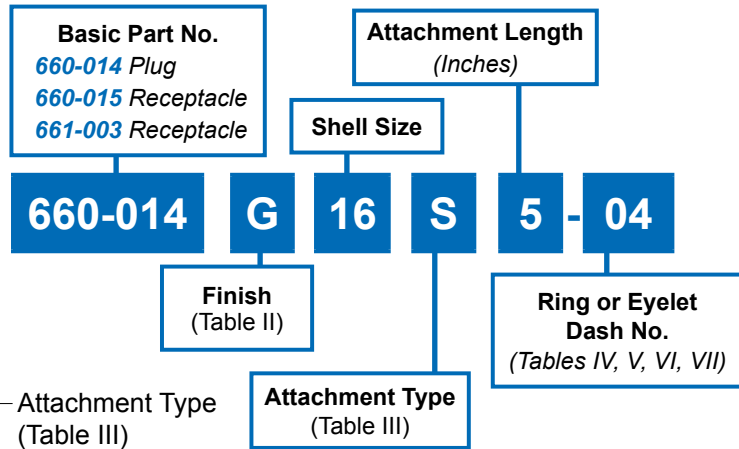 Basic Part No.
660-014 Plug
660-015 Receptacle
661-003 Receptacle
Attachment Length
(Inches)
Shell Size
660-014 G 16 S 5 - 04
Finish
(Table II)
Ring or Eyelet
Dash No.
(Tables IV, V, VI, VII)
Attachment Type
(Table III)
Attachment Type
(Table III)